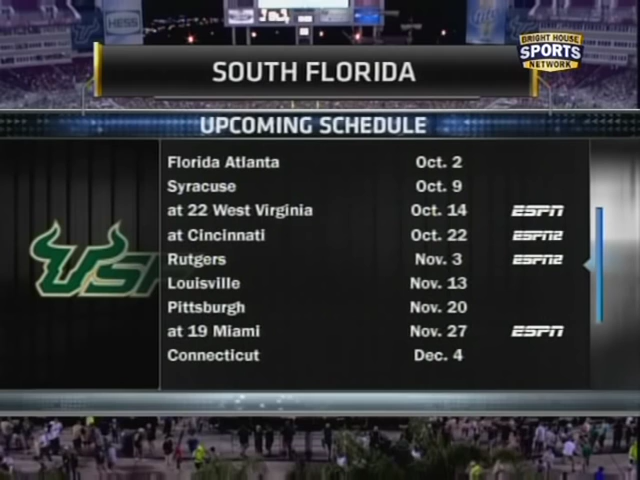 HESS
BRIGHT HOUSE
SPORTS
NETWORK
SOUTH FLORIDA
UPCOMING SCHEDULE
Florida Atlanta Oct. 2
Syracuse Oct. 9
at 22 West Virginia Oct. 14 ESPN
at Cincinnati Oct. 22 ESPN2
Rutgers Nov. 3 ESPN2
Louisville Nov. 13
Pittsburgh Nov. 20
at 19 Miami Nov. 27 ESPN
Connecticut Dec. 4
USF